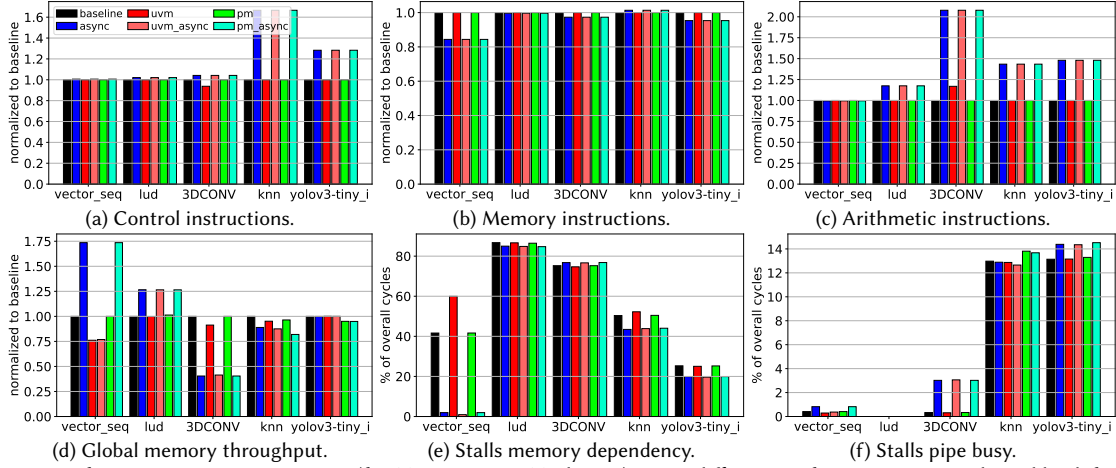 baseline
async
uvm
uvm_async
pm
pm_async
normalized to baseline
1.6
1.4
1.2
1.0
0.8
0.6
0.4
0.2
0.0
vector_seq lud 3DCONV knn yolov3-tiny_i
(a) Control instructions.
normalized to baseline
1.0
0.8
0.6
0.4
0.2
0.0
vector_seq lud 3DCONV knn yolov3-tiny_i
(b) Memory instructions.
normalized to baseline
2.00
1.75
1.50
1.25
1.00
0.75
0.50
0.25
0.00
vector_seq lud 3DCONV knn yolov3-tiny_i
(c) Arithmetic instructions.
normalized to baseline
1.75
1.50
1.25
1.00
0.75
0.50
0.25
0.00
vector_seq lud 3DCONV knn yolov3-tiny_i
(d) Global memory throughput.
% of overall cycles
80
60
40
20
0
vector_seq lud 3DCONV knn yolov3-tiny_i
(e) Stalls memory dependency.
% of overall cycles
14
12
10
8
6
4
2
0
vector_seq lud 3DCONV knn yolov3-tiny_i
(f) Stalls pipe busy.